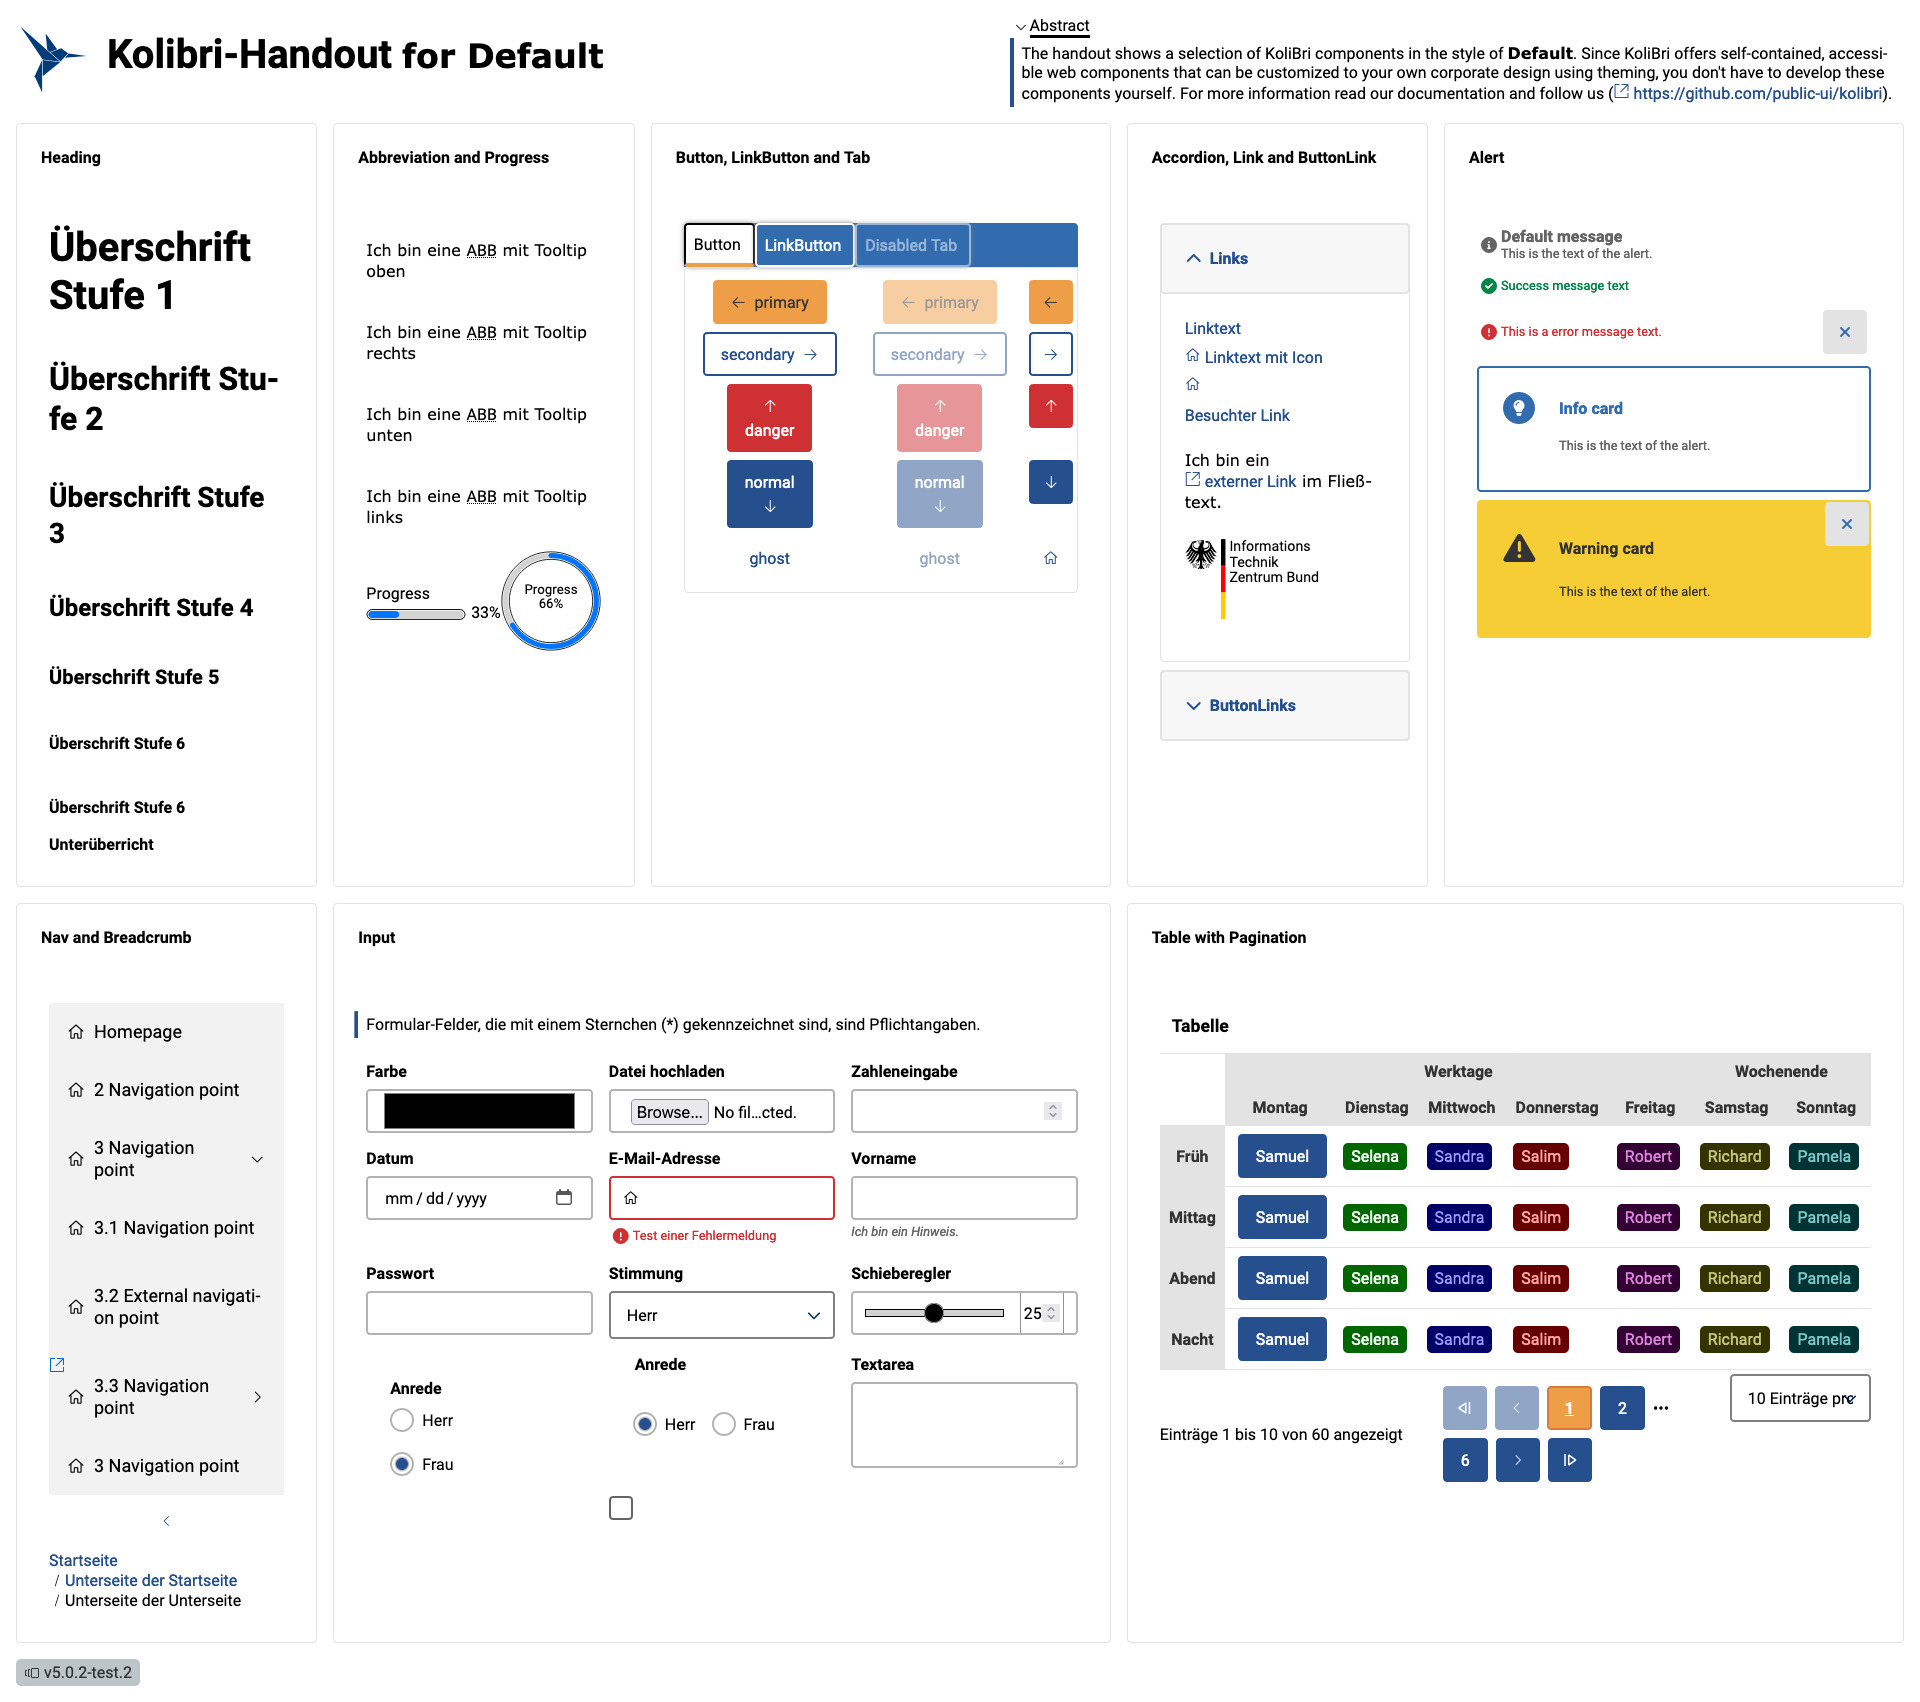 Kolibri-Handout for Default
Abstract
The handout shows a selection of KoliBri components in the style of Default. Since KoliBri offers self-contained, accessi-
ble web components that can be customized to your own corporate design using theming, you don't have to develop these
components yourself. For more information read our documentation and follow us (https://github.com/public-ui/kolibri).
Heading
Überschrift
Stufe 1
Überschrift Stu-
fe 2
Überschrift Stufe
3
Überschrift Stufe 4
Überschrift Stufe 5
Überschrift Stufe 6
Überschrift Stufe 6
Unterüberricht
Abbreviation and Progress
Ich bin eine ABB mit Tooltip
oben
Ich bin eine ABB mit Tooltip
rechts
Ich bin eine ABB mit Tooltip
unten
Ich bin eine ABB mit Tooltip
links
Progress
33%
Progress
66%
Button, LinkButton and Tab
Button LinkButton Disabled Tab
primary primary
secondary secondary
danger danger
normal normal
ghost ghost
Accordion, Link and ButtonLink
Links
Linktext
Linktext mit Icon
Besuchter Link
Ich bin ein
externer Link im Fließ-
text.
Informations
Technik
Zentrum Bund
ButtonLinks
Alert
Default message
This is the text of the alert.
Success message text
This is a error message text.
Info card
This is the text of the alert.
Warning card
This is the text of the alert.
Nav and Breadcrumb
Homepage
2 Navigation point
3 Navigation
point
3.1 Navigation point
3.2 External navigati-
on point
3.3 Navigation
point
3 Navigation point
Startseite
/ Unterseite der Startseite
/ Unterseite der Unterseite
Input
Formular-Felder, die mit einem Sternchen (*) gekennzeichnet sind, sind Pflichtangaben.
Farbe Datei hochladen Zahleneingabe
Browse... No fil...cted.
Datum E-Mail-Adresse Vorname
mm / dd / yyyy
Test einer Fehlermeldung Ich bin ein Hinweis.
Passwort Stimmung Schieberegler
Herr 25
Anrede Anrede Textarea
Herr Herr Frau
Frau
Table with Pagination
Tabelle
Werktage Wochenende
Montag Dienstag Mittwoch Donnerstag Freitag Samstag Sonntag
Früh Samuel Selena Sandra Salim Robert Richard Pamela
Mittag Samuel Selena Sandra Salim Robert Richard Pamela
Abend Samuel Selena Sandra Salim Robert Richard Pamela
Nacht Samuel Selena Sandra Salim Robert Richard Pamela
Einträge 1 bis 10 von 60 angezeigt
1 2 ...
6
10 Einträge pro
v5.0.2-test.2